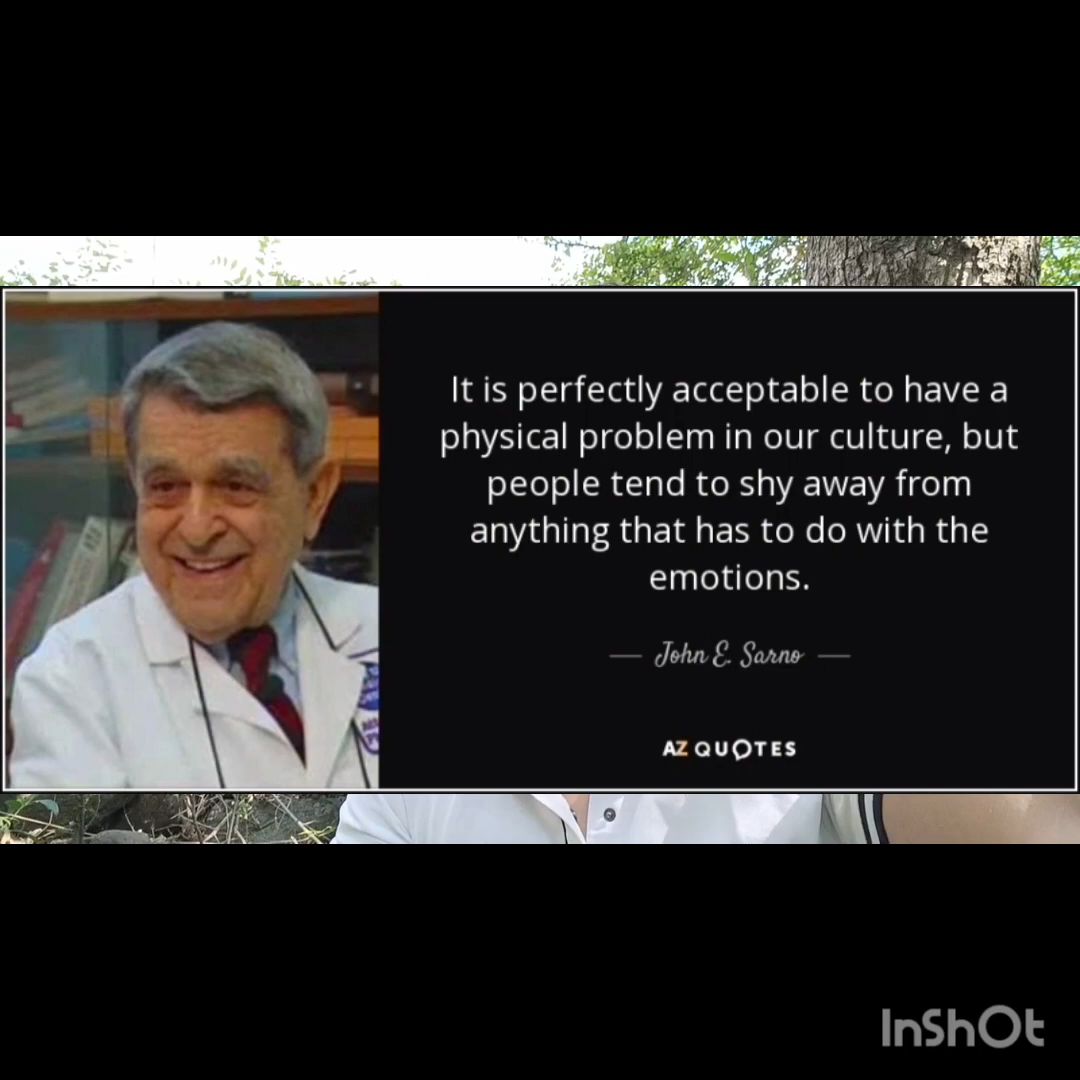 It is perfectly acceptable to have a
physical problem in our culture, but
people tend to shy away from
anything that has to do with the
emotions.
John E. Sarno
AZ QUOTES
InShOt